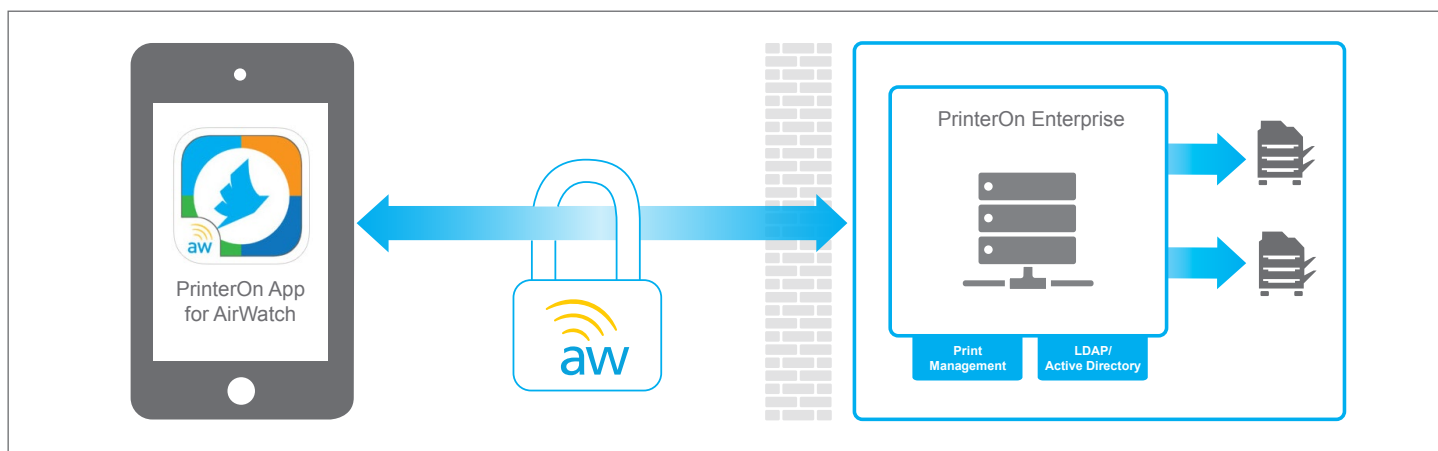 aw
PrinterOn App
for AirWatch
aw
PrinterOn Enterprise
Print
Management
LDAP/
Active Directory